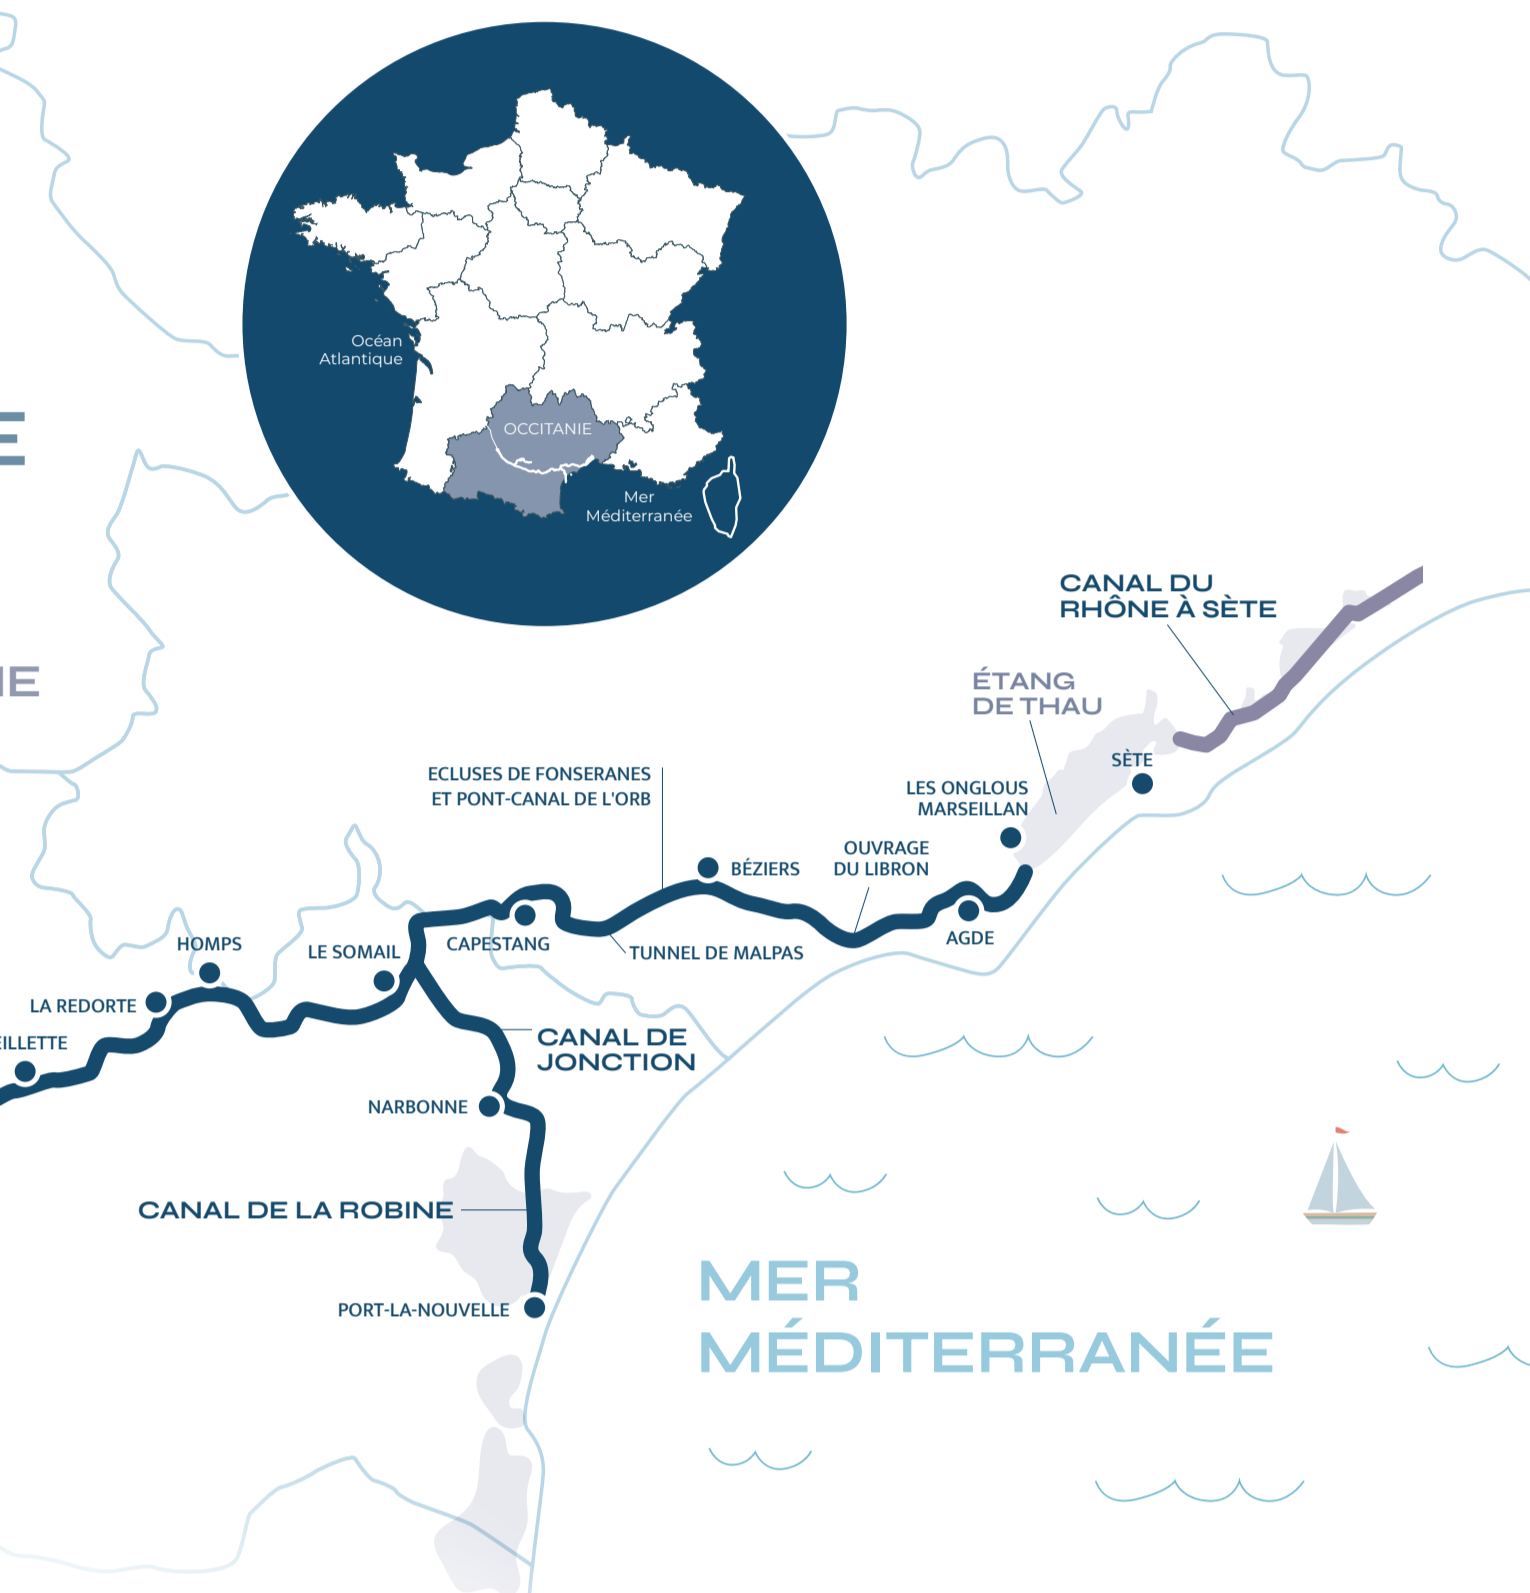 Océan
Atlantique
OCCITANIE
Mer
Méditerranée
E
IE
CANAL DU
RHÔNE À SÈTE
ÉTANG
DE THAU
SÈTE
ECLUSES DE FONSERANES
ET PONT-CANAL DE L'ORB
LES ONGLOUS
MARSEILLAN
OUVRAGE
DU LIBRON
BÉZIERS
HOMPS
LE SOMAIL
CAPESTANG
TUNNEL DE MALPAS
AGDE
LA REDORTE
EILLETTE
CANAL DE
JONCTION
NARBONNE
CANAL DE LA ROBINE
PORT-LA-NOUVELLE
MER
MÉDITERRANÉE